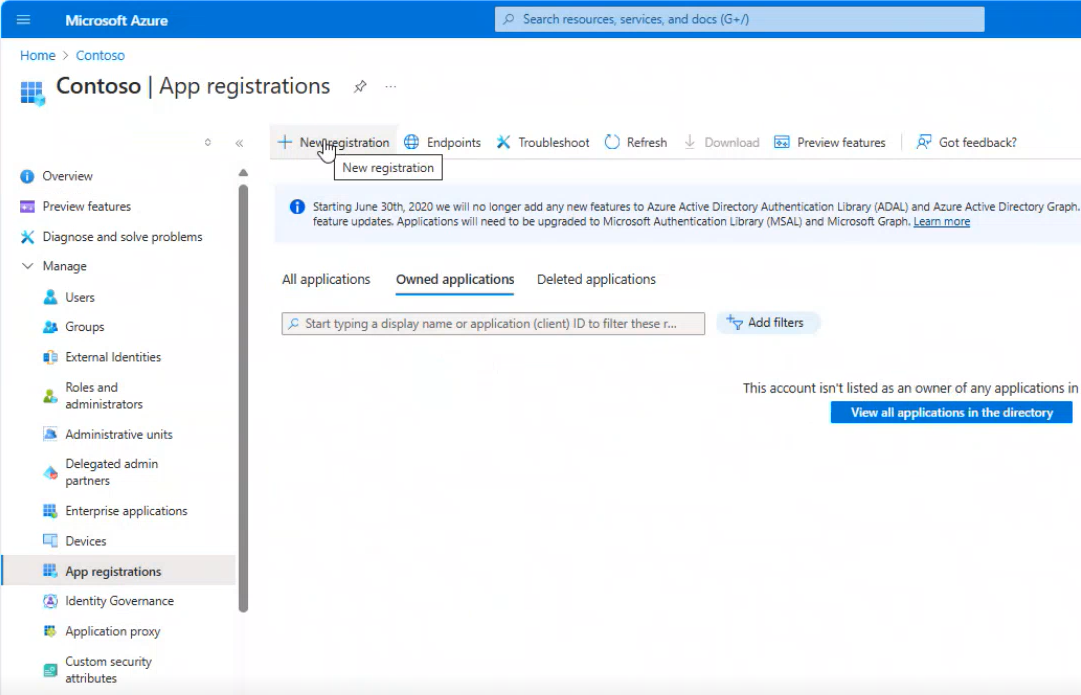 Microsoft Azure
Search resources, services, and docs (G+/)
Home > Contoso
Contoso | App registrations
New registration
Endpoints
Troubleshoot
Refresh
Download
Preview features
Got feedback?
New registration
Overview
Preview features
Diagnose and solve problems
Manage
Users
Groups
External Identities
Roles and
administrators
Administrative units
Delegated admin
partners
Enterprise applications
Devices
App registrations
Identity Governance
Application proxy
Custom security
attributes
Starting June 30th, 2020 we will no longer add any new features to Azure Active Directory Authentication Library (ADAL) and Azure Active Directory Graph.
feature updates. Applications will need to be upgraded to Microsoft Authentication Library (MSAL) and Microsoft Graph. Learn more
All applications
Owned applications
Deleted applications
Start typing a display name or application (client) ID to filter these r...
Add filters
This account isn't listed as an owner of any applications in
View all applications in the directory